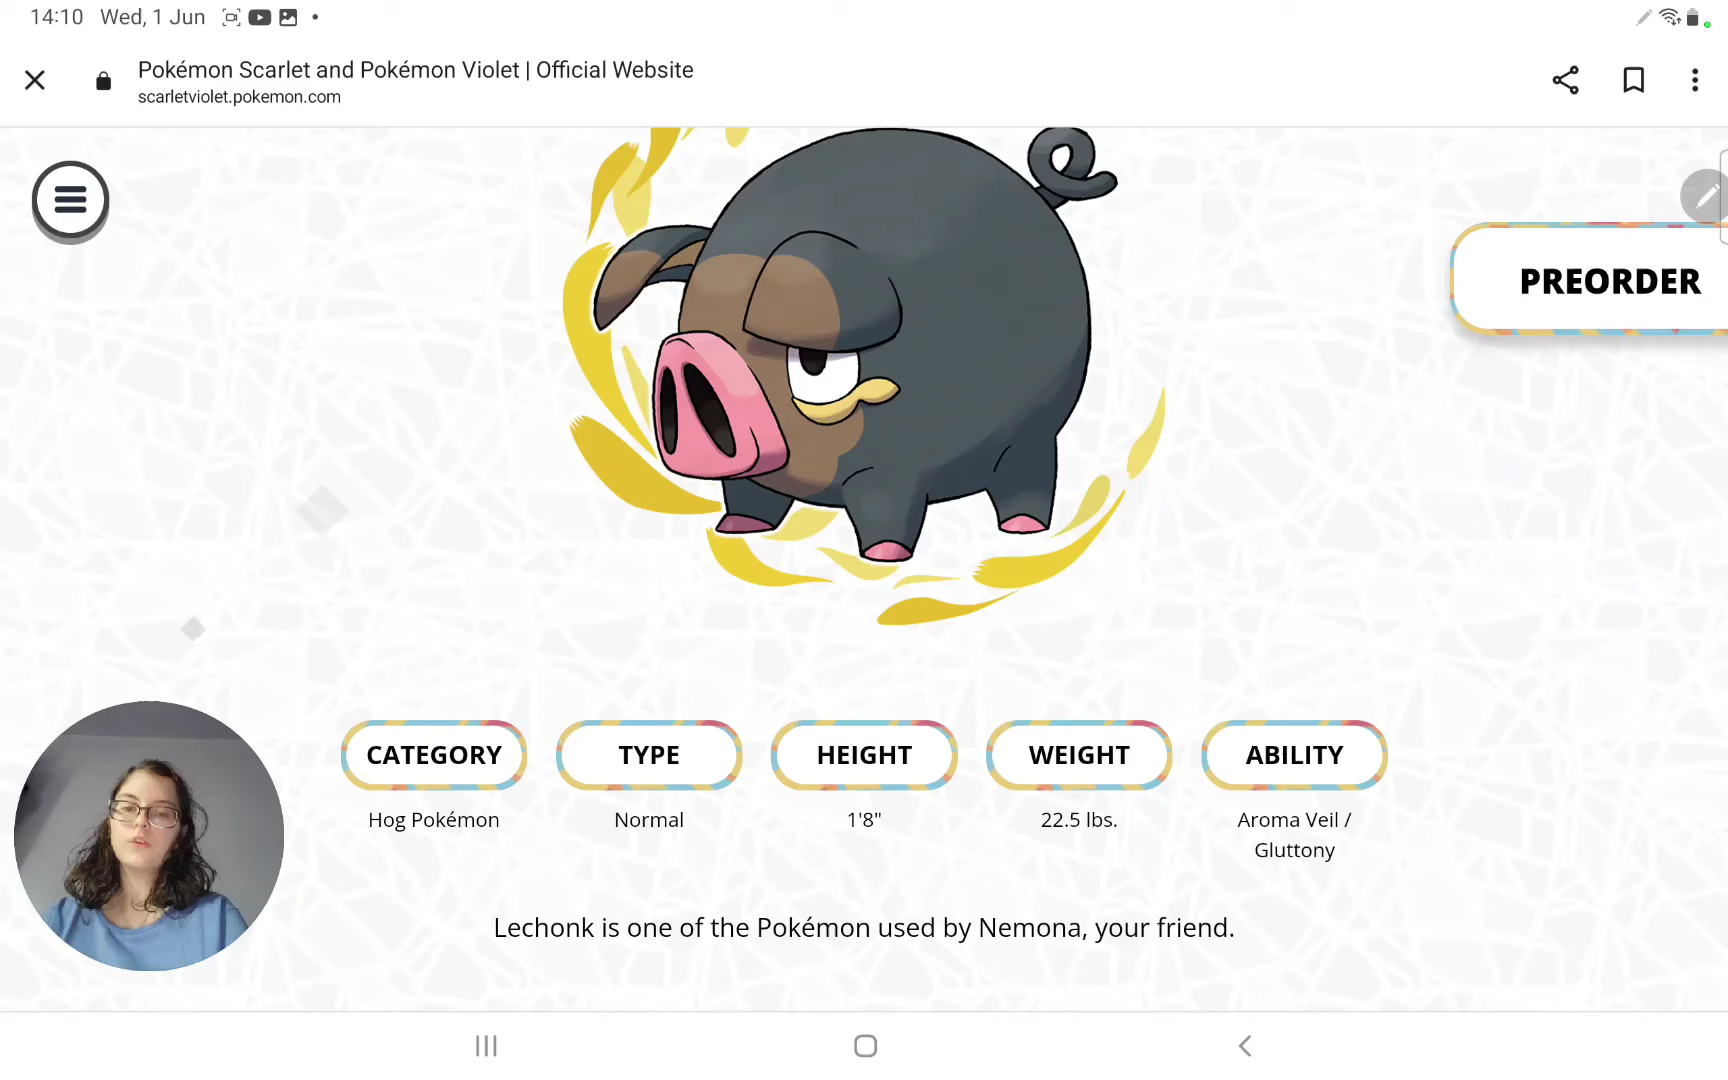 14:10 Wed, 1 Jun
Pokémon Scarlet and Pokémon Violet | Official Website
scarletviolet.pokemon.com
PREORDER
CATEGORY TYPE HEIGHT WEIGHT ABILITY
Hog Pokémon Normal 1'8" 22.5 lbs. Aroma Veil /
Gluttony
Lechonk is one of the Pokémon used by Nemona, your friend.